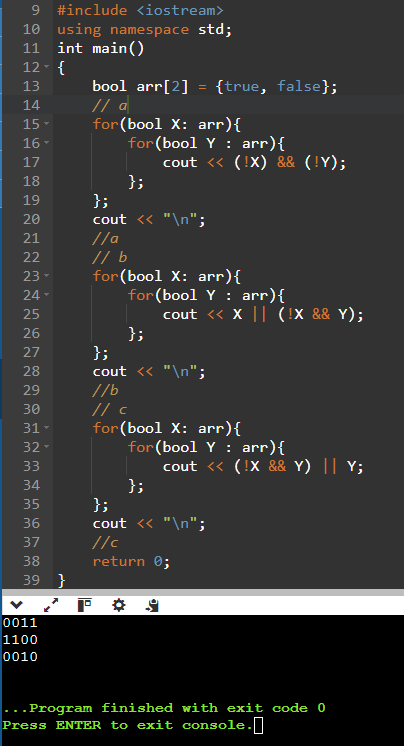 9 #include <iostream>
10 using namespace std;
11 int main()
12 {
13 bool arr[2] = {true, false};
14 // a
15 for(bool X: arr){
16 for(bool Y : arr){
17 cout << (!X) && (!Y);
18 };
19 };
20 cout << "\n";
21 //a
22 // b
23 for(bool X: arr){
24 for(bool Y : arr){
25 cout << X || (!X && Y);
26 };
27 };
28 cout << "\n";
29 //b
30 // c
31 for(bool X: arr){
32 for(bool Y : arr){
33 cout << (!X && Y) || Y;
34 };
35 };
36 cout << "\n";
37 //c
38 return 0;
39 }
0011
1100
0010
...Program finished with exit code 0
Press ENTER to exit console.